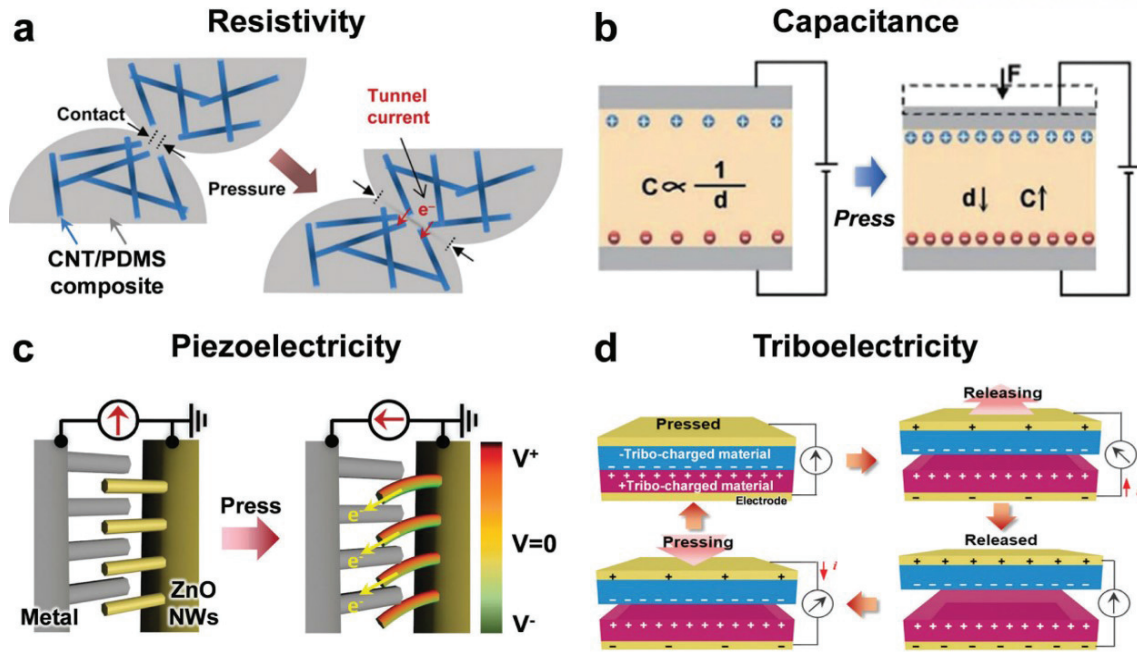 a
Resistivity
Contact
Tunnel
current
Pressure
e⁻
CNT/PDMS
composite
b
Capacitance
F
C ∝ 1/d
Press
d↓ C↑
c
Piezoelectricity
Press
e⁻
e⁻
e⁻
Metal
ZnO
NWs
V⁺
V=0
V⁻
d
Triboelectricity
Pressed
-Tribo-charged material
+Tribo-charged material
Electrode
Releasing
Pressing
i
Released